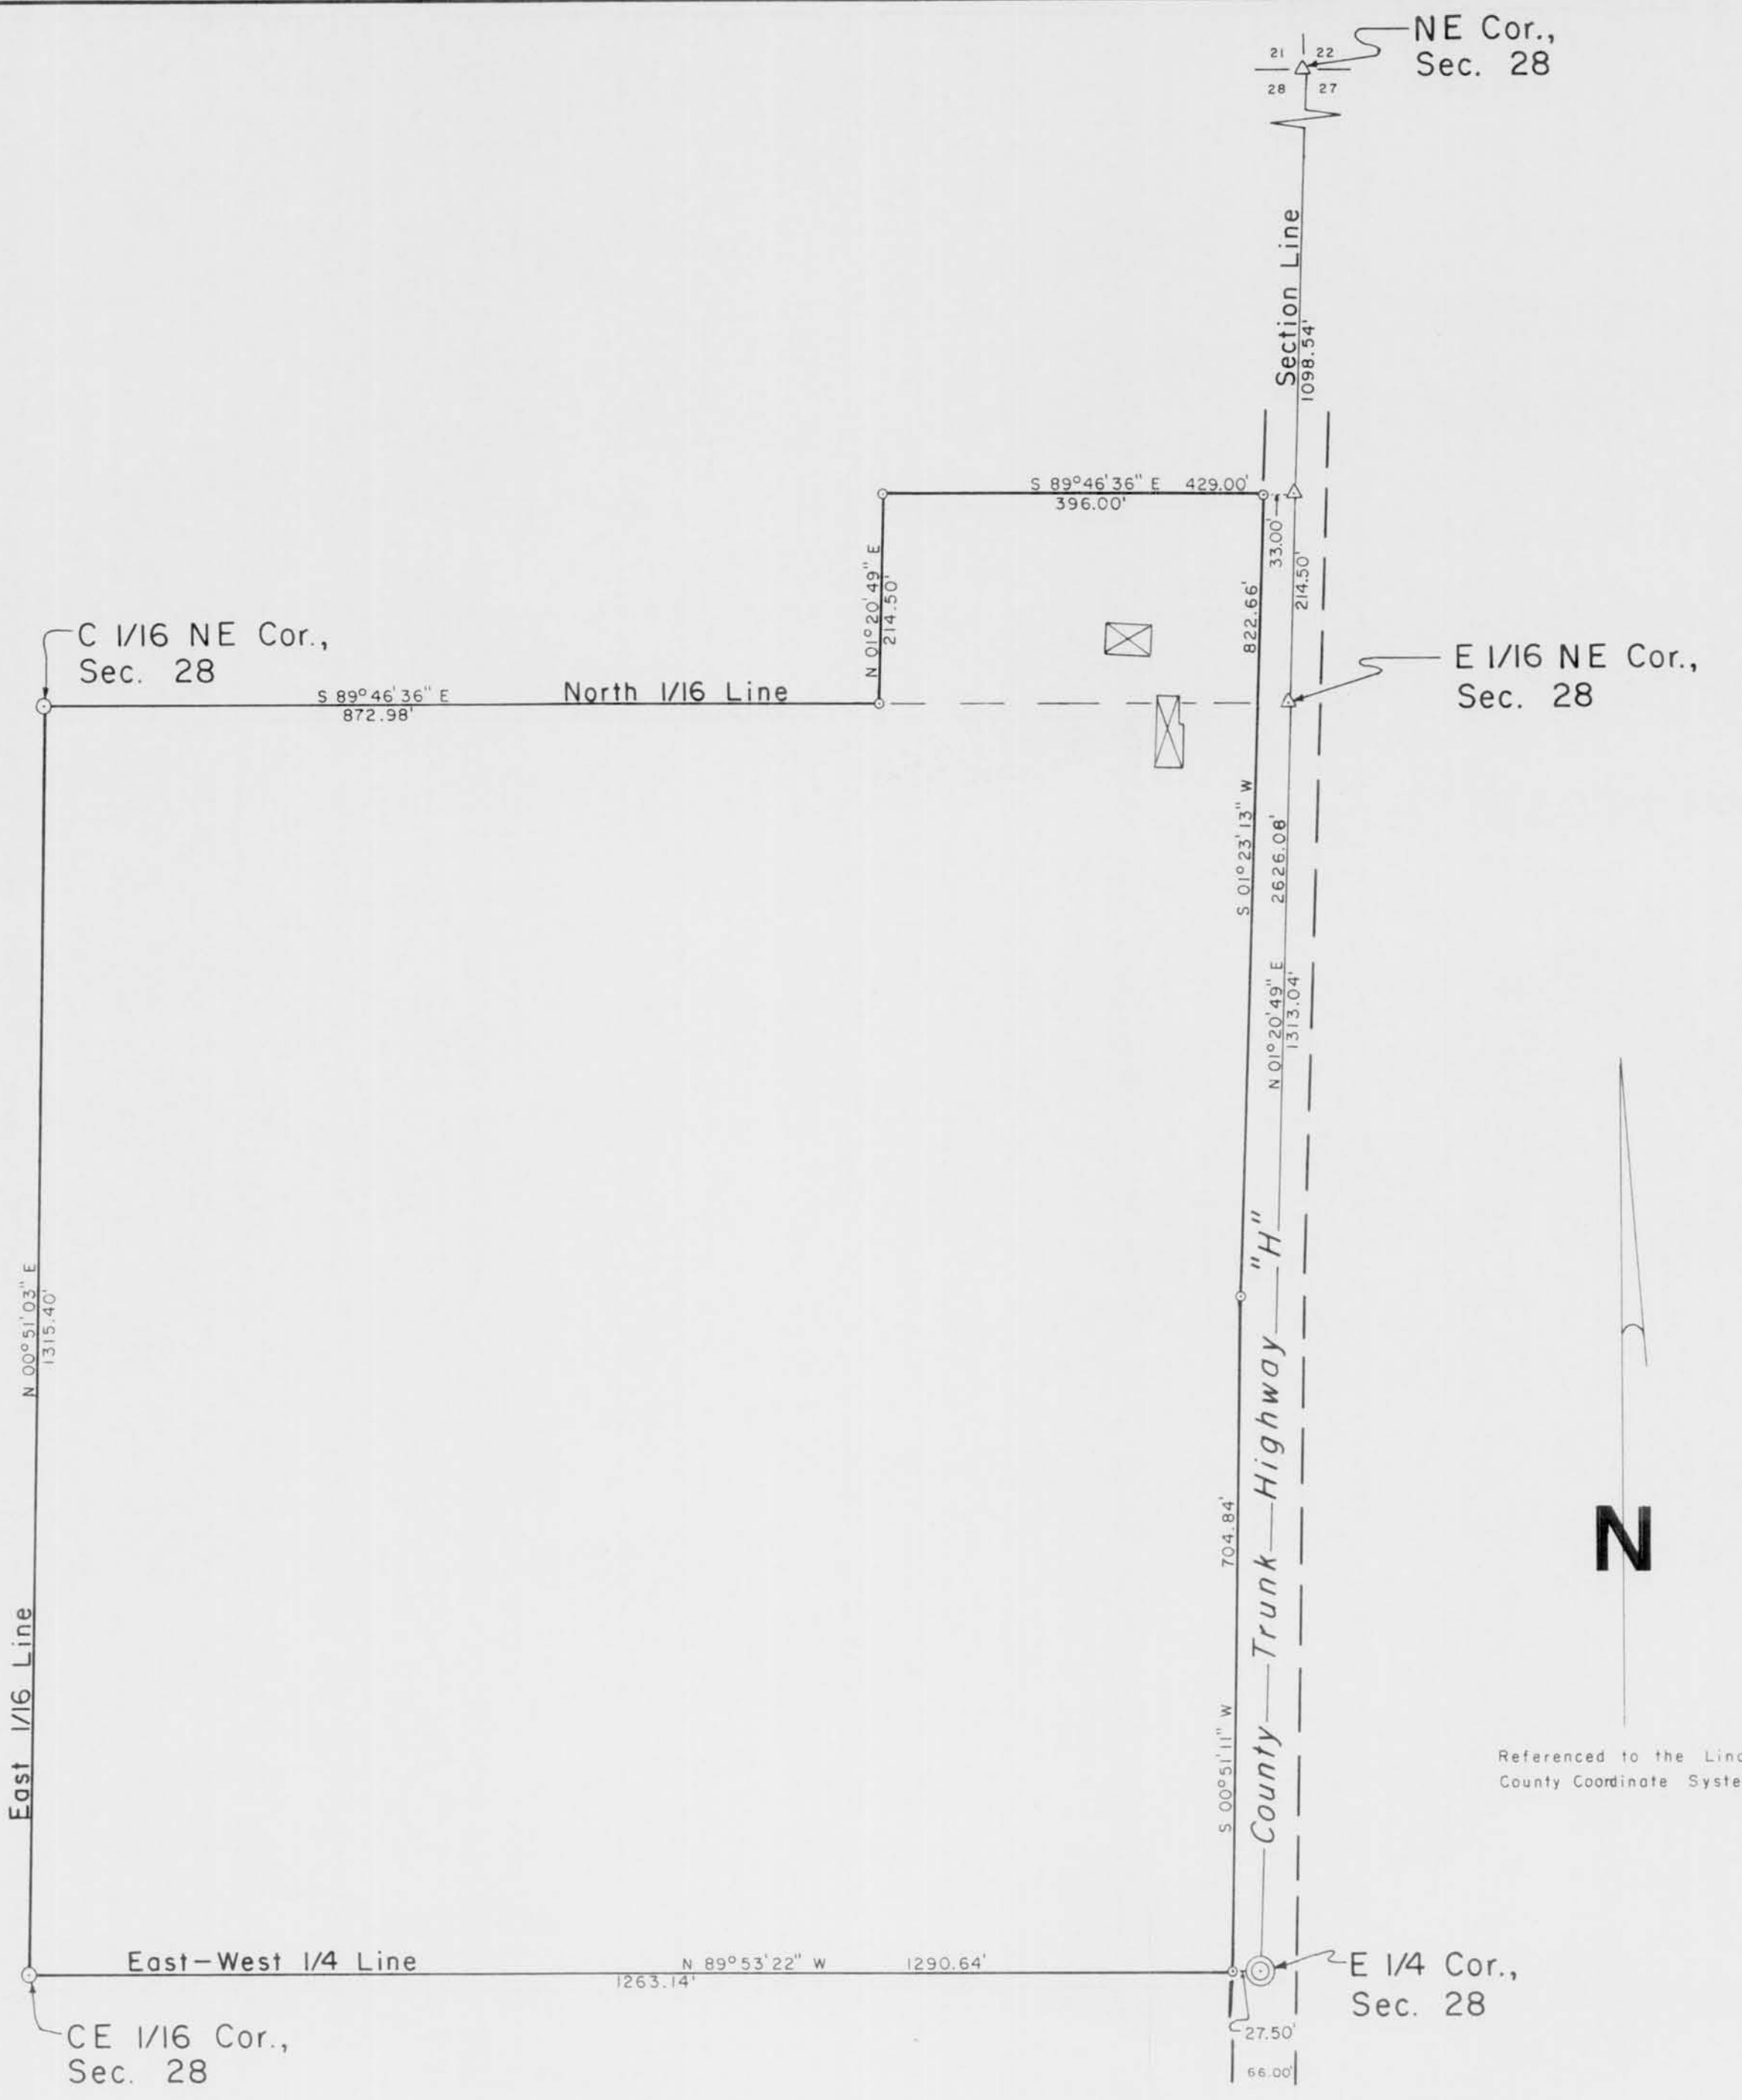 NE Cor.,
Sec. 28
21 22
28 27
Section Line
1098.54'
S 89°46'36" E 429.00'
396.00'
33.00'
N 01°20'49" E
214.50'
214.50'
822.66'
C 1/16 NE Cor.,
Sec. 28
E 1/16 NE Cor.,
Sec. 28
S 89°46'36" E
872.98'
North 1/16 Line
S 01°23'13" W
2626.08'
N 01°20'49" E
1313.04'
N 00°51'03" E
1315.40'
East 1/16 Line
County Trunk Highway "H"
704.84'
S 00°51'11" W
N
Referenced to the
County Coordinate
East-West 1/4 Line
N 89°53'22" W 1290.64'
1263.14'
E 1/4 Cor.,
Sec. 28
27.50'
66.00'
CE 1/16 Cor.,
Sec. 28